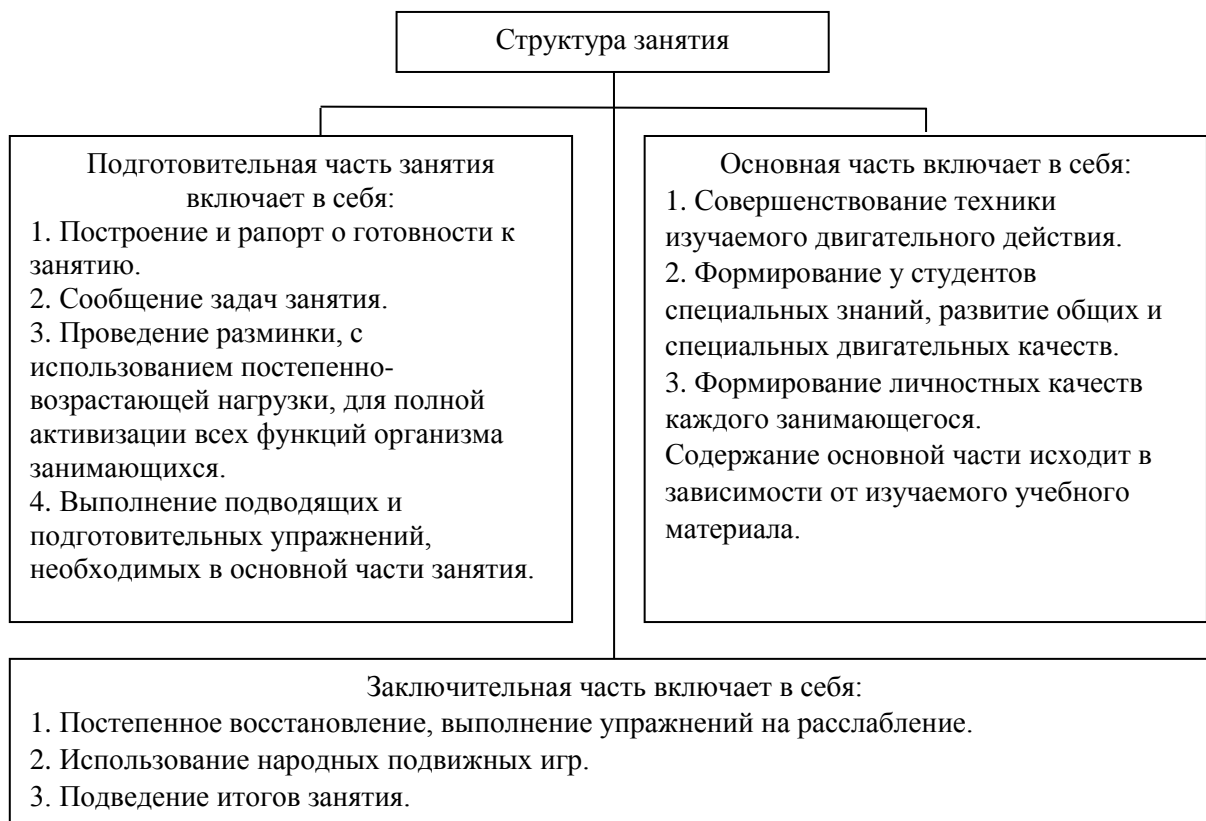 Структура занятия
Подготовительная часть занятия
включает в себя:
1. Построение и рапорт о готовности к
занятию.
2. Сообщение задач занятия.
3. Проведение разминки, с
использованием постепенно-
возрастающей нагрузки, для полной
активизации всех функций организма
занимающихся.
4. Выполнение подводящих и
подготовительных упражнений,
необходимых в основной части занятия.
Основная часть включает в себя:
1. Совершенствование техники
изучаемого двигательного действия.
2. Формирование у студентов
специальных знаний, развитие общих и
специальных двигательных качеств.
3. Формирование личностных качеств
каждого занимающегося.
Содержание основной части исходит в
зависимости от изучаемого учебного
материала.
Заключительная часть включает в себя:
1. Постепенное восстановление, выполнение упражнений на расслабление.
2. Использование народных подвижных игр.
3. Подведение итогов занятия.